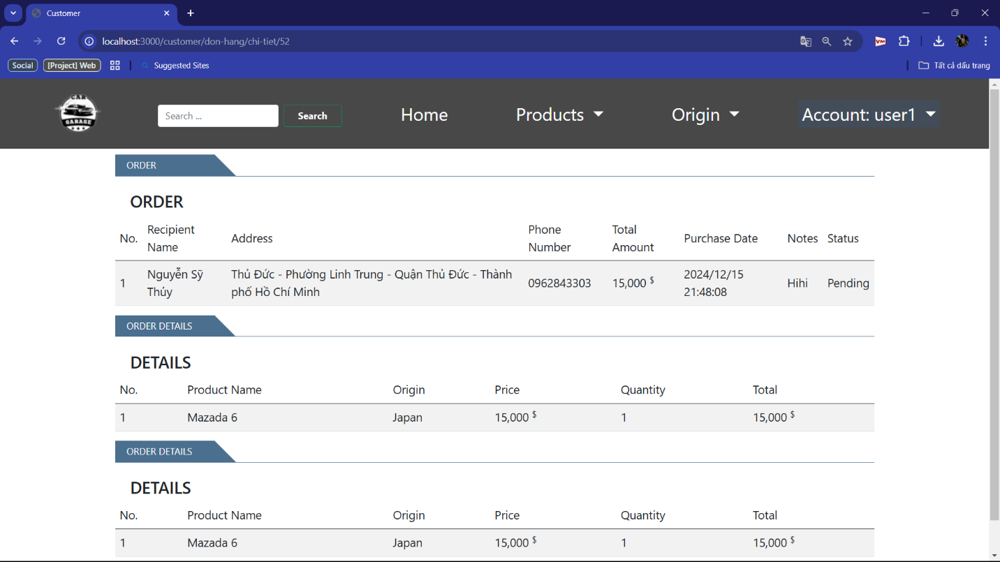 Customer
localhost:3000/customer/don-hang/chi-tiet/52
Social [Project] Web Suggested Sites Tất cả dấu trang
CAR GARAGE
Search ... Search Home Products Origin Account: user1
ORDER
ORDER
No. Recipient Name Address Phone Number Total Amount Purchase Date Notes Status
1 Nguyễn Sỹ Thủy Thủ Đức - Phường Linh Trung - Quận Thủ Đức - Thành phố Hồ Chí Minh 0962843303 15,000 $ 2024/12/15 21:48:08 Hihi Pending
ORDER DETAILS
DETAILS
No. Product Name Origin Price Quantity Total
1 Mazada 6 Japan 15,000 $ 1 15,000 $
ORDER DETAILS
DETAILS
No. Product Name Origin Price Quantity Total
1 Mazada 6 Japan 15,000 $ 1 15,000 $